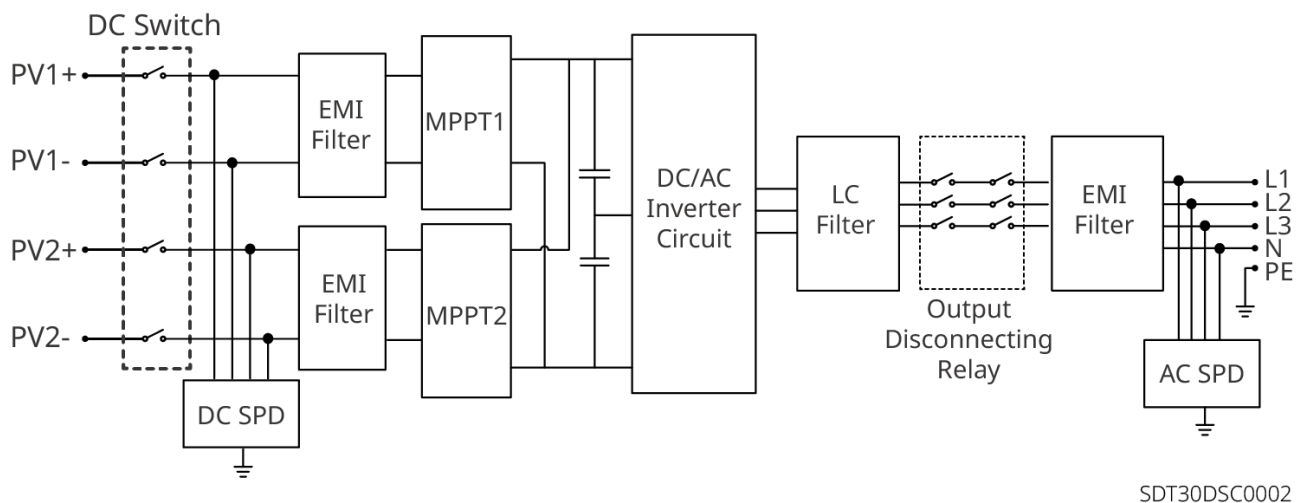 DC Switch
PV1+
PV1-
PV2+
PV2-
EMI
Filter
MPPT1
EMI
Filter
MPPT2
DC SPD
DC/AC
Inverter
Circuit
LC
Filter
Output
Disconnecting
Relay
EMI
Filter
L1
L2
L3
N
PE
AC SPD
SDT30DSC0002